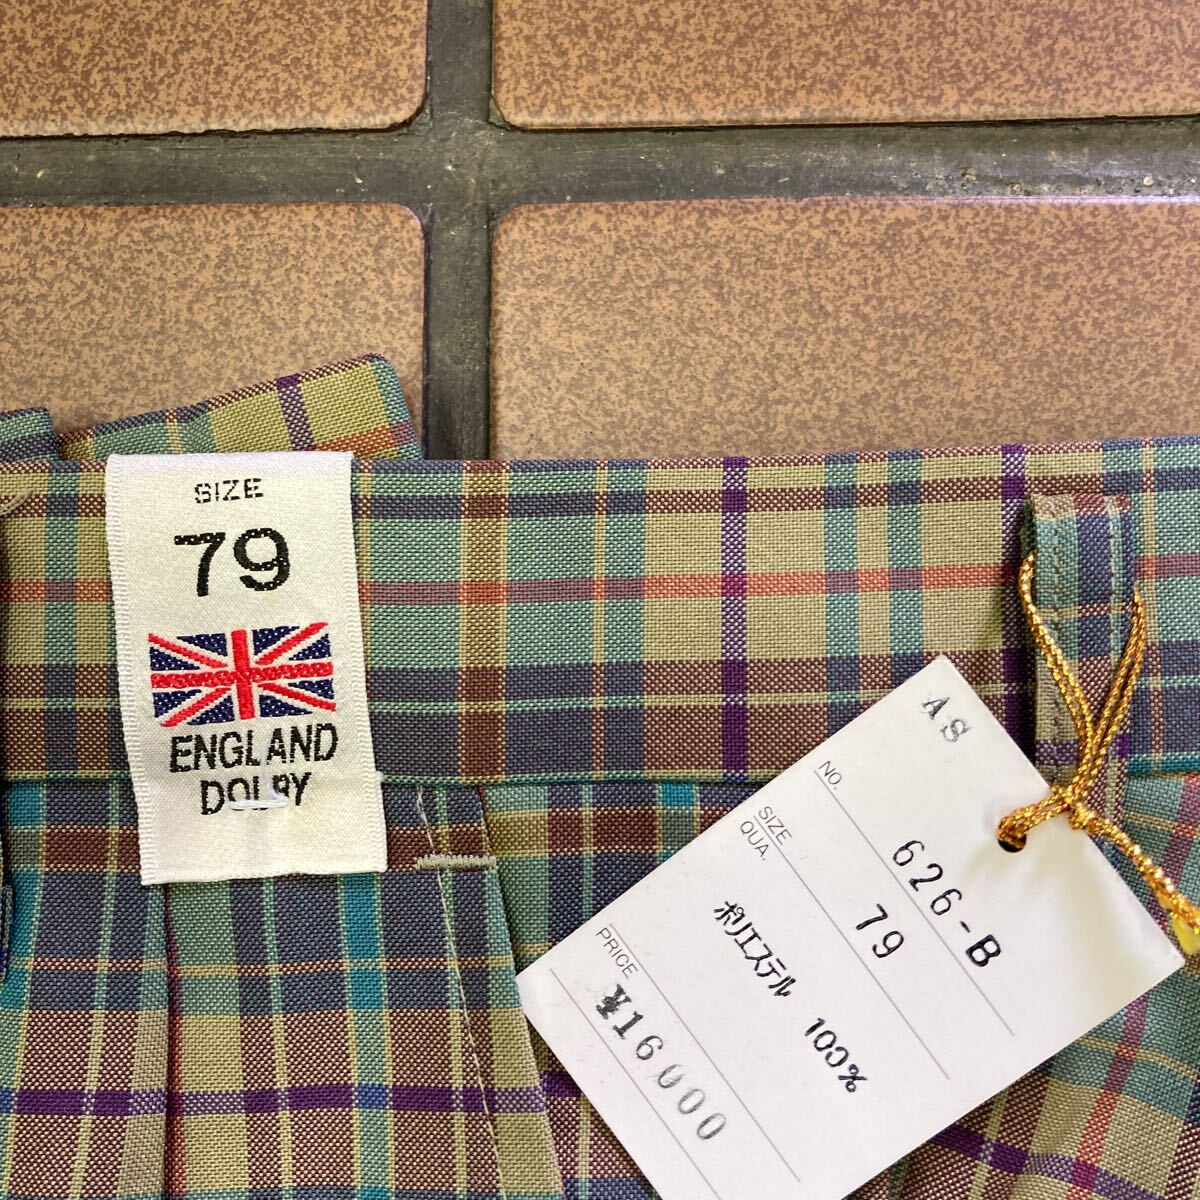 SIZE
79
ENGLAND
DOLBY
AS
NO. 626-B
SIZE 79
QUA. ポリエステル 100%
PRICE ¥16000